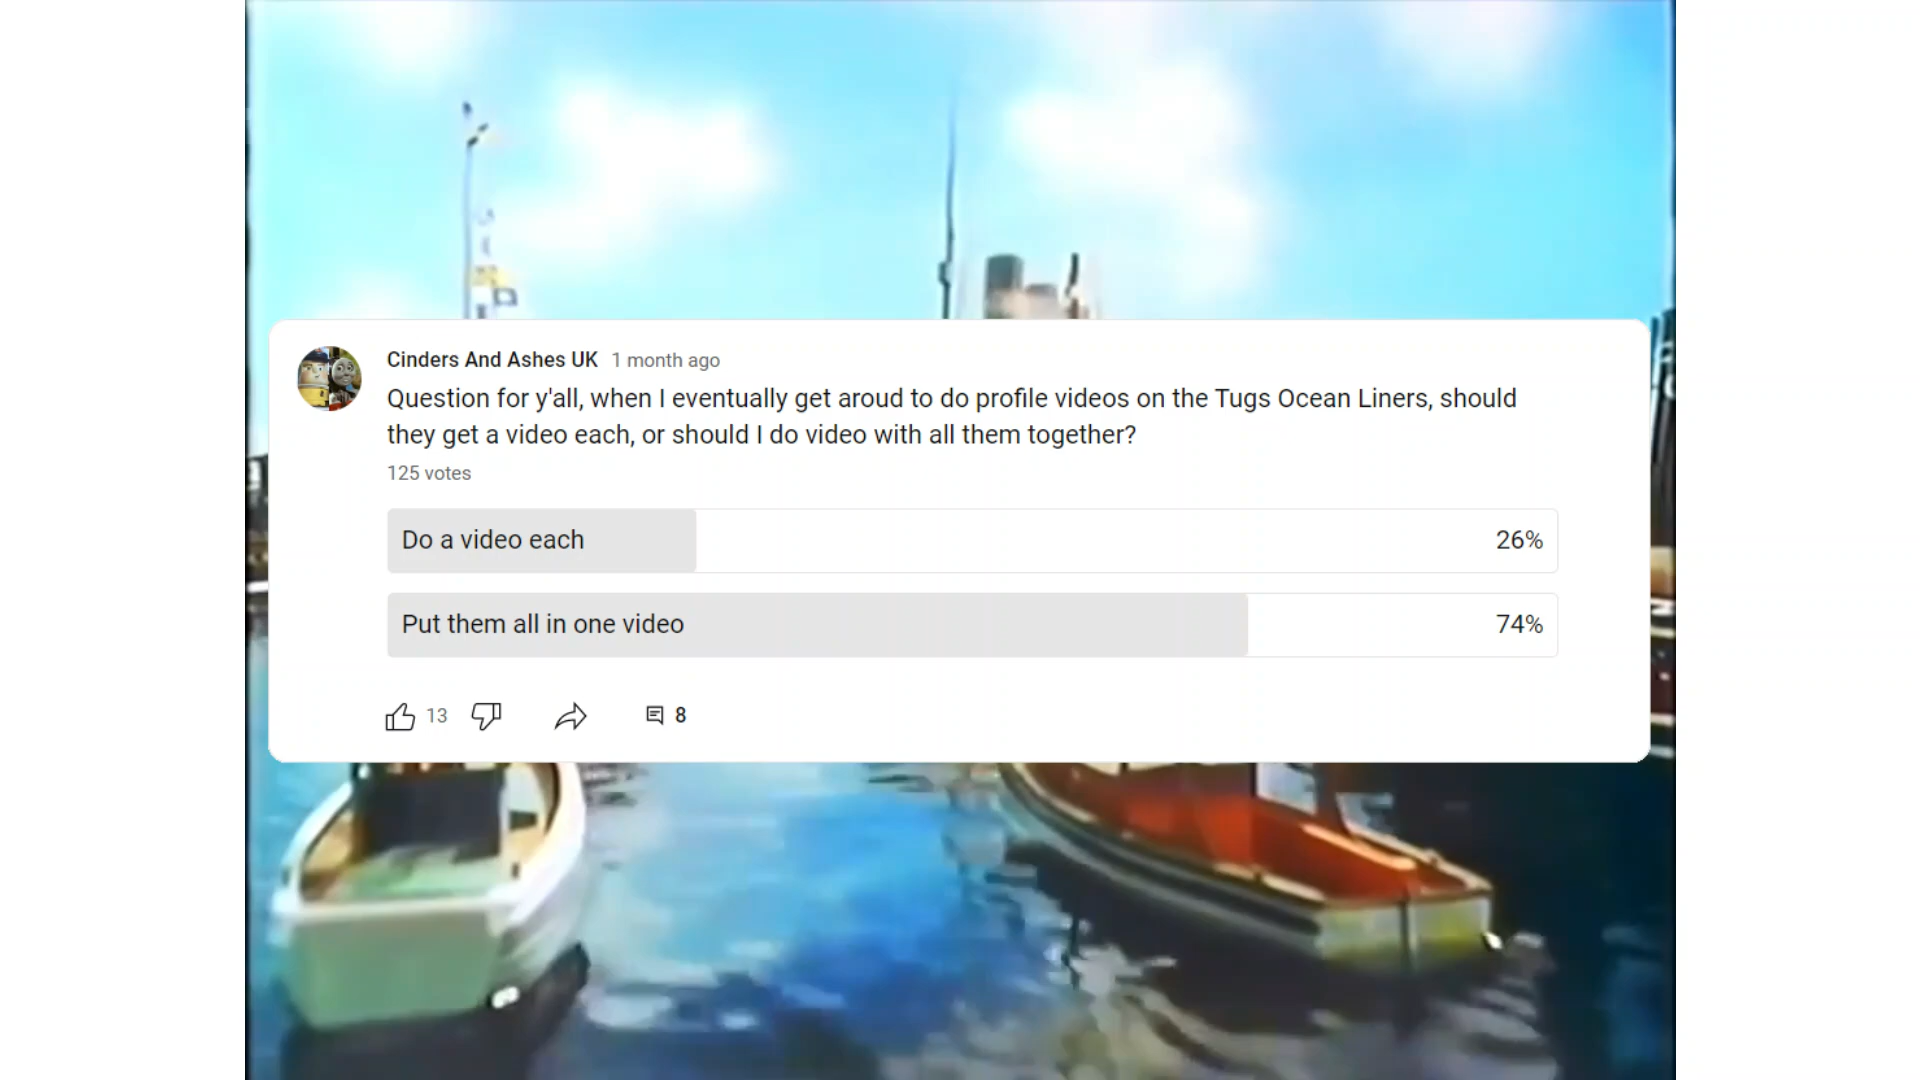 Cinders And Ashes UK 1 month ago
Question for y'all, when I eventually get aroud to do profile videos on the Tugs Ocean Liners, should
they get a video each, or should I do video with all them together?
125 votes
Do a video each 26%
Put them all in one video 74%
13 8